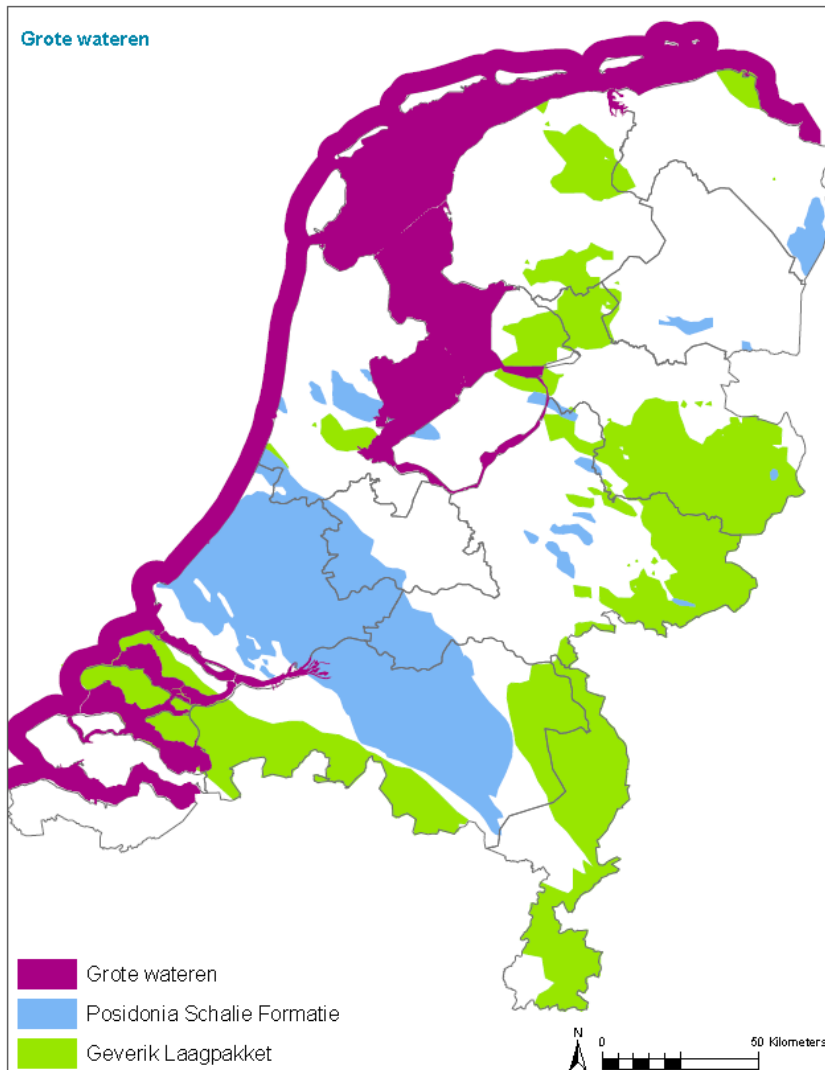 Grote wateren
Grote wateren
Posidonia Schalie Formatie
Geverik Laagpakket
N
0 50 Kilometers